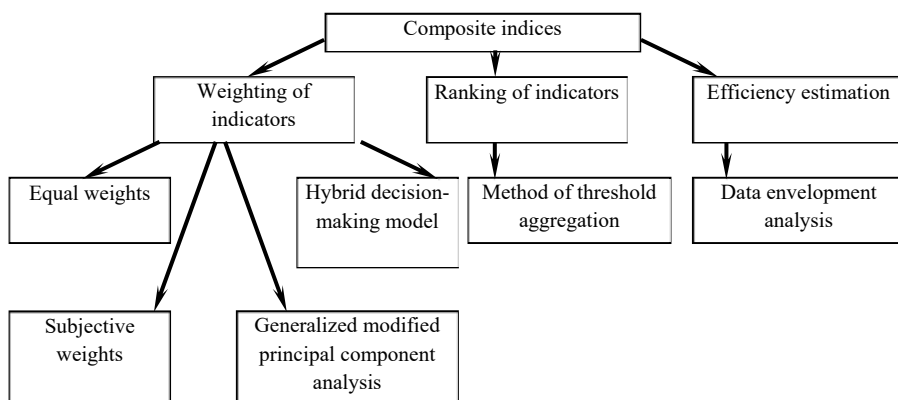 Composite indices
Weighting of
indicators
Ranking of indicators
Efficiency estimation
Equal weights
Hybrid decision-
making model
Method of threshold
aggregation
Data envelopment
analysis
Subjective
weights
Generalized modified
principal component
analysis